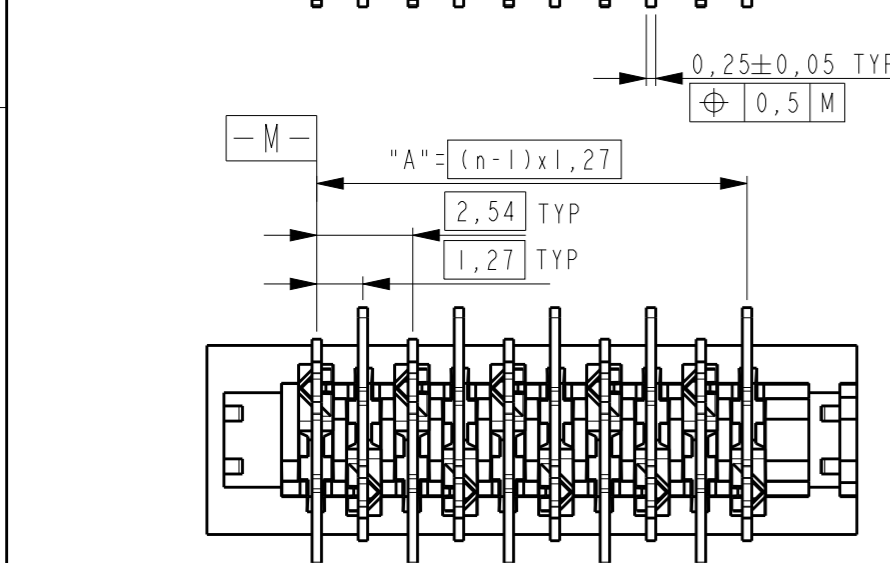 0,25±0,05 TYP
⌖ 0,5 M
-M-
"A"= (n-1)x1,27
2,54 TYP
1,27 TYP